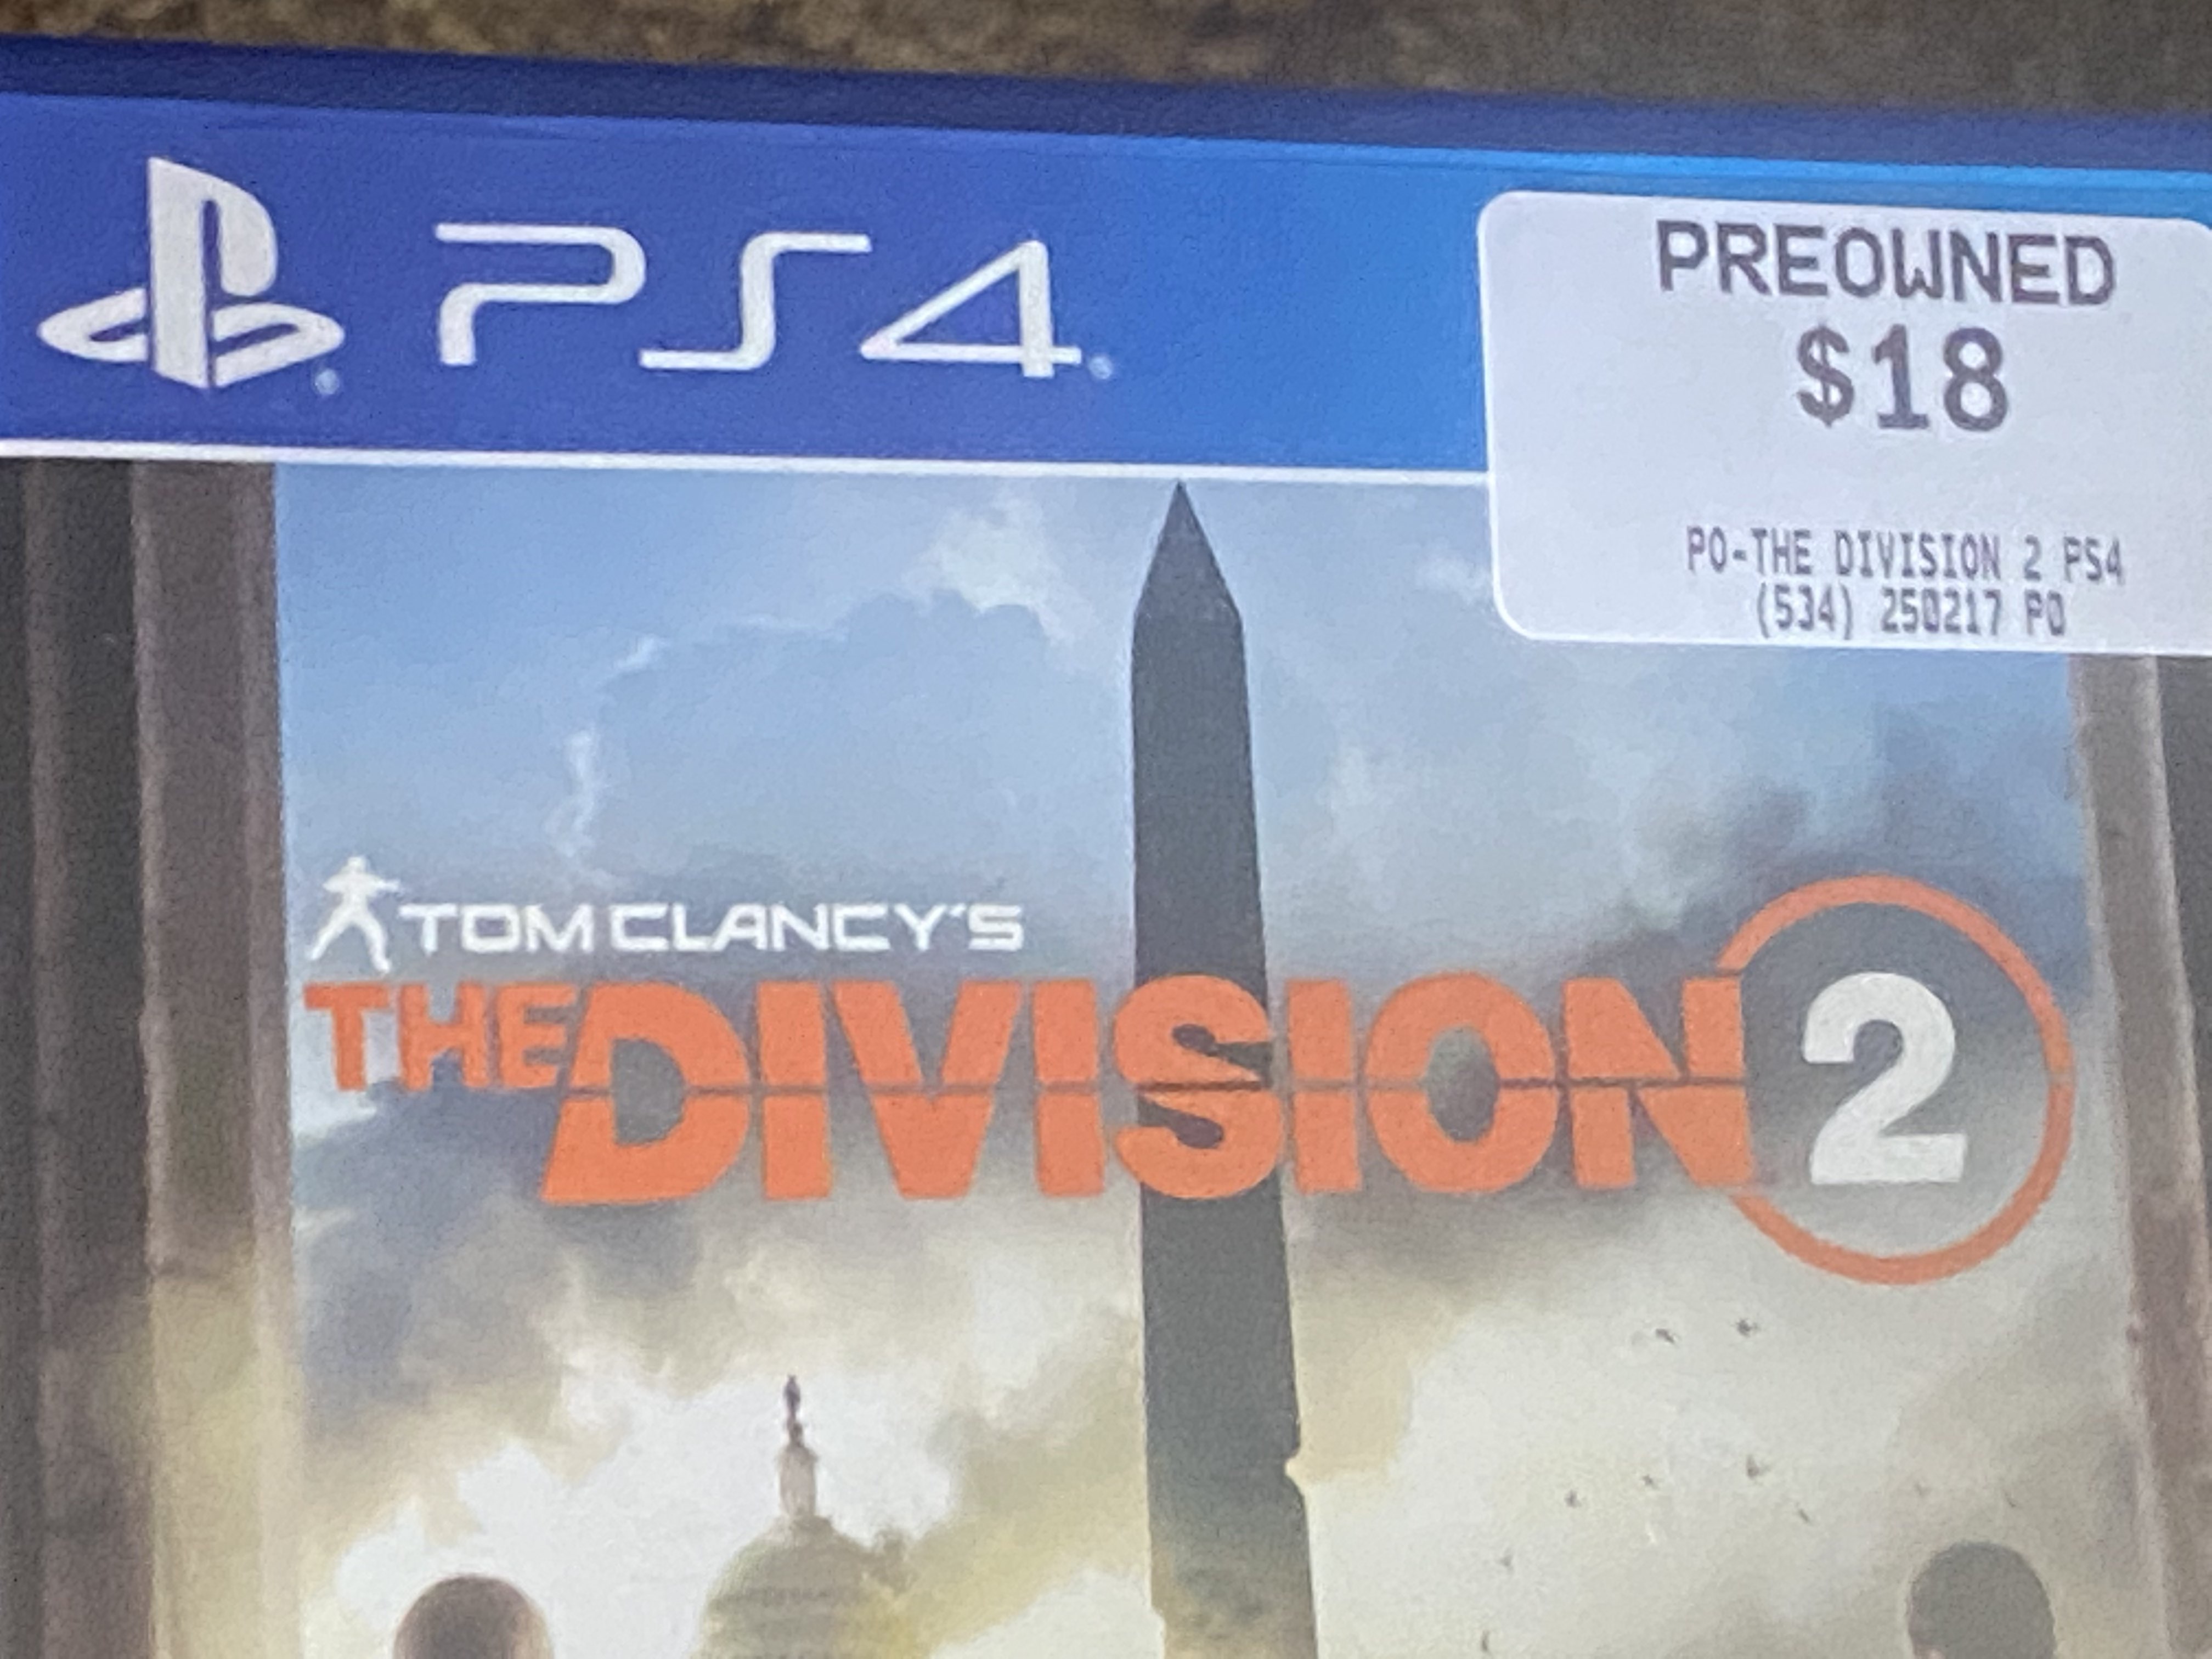 PS4
PREOWNED
$18
PO-THE DIVISION 2 PS4
(534) 250217 PO
TOM CLANCY'S
THE DIVISION 2